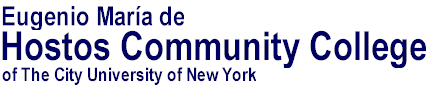 Eugenio María de
Hostos Community College
of The City University of New York